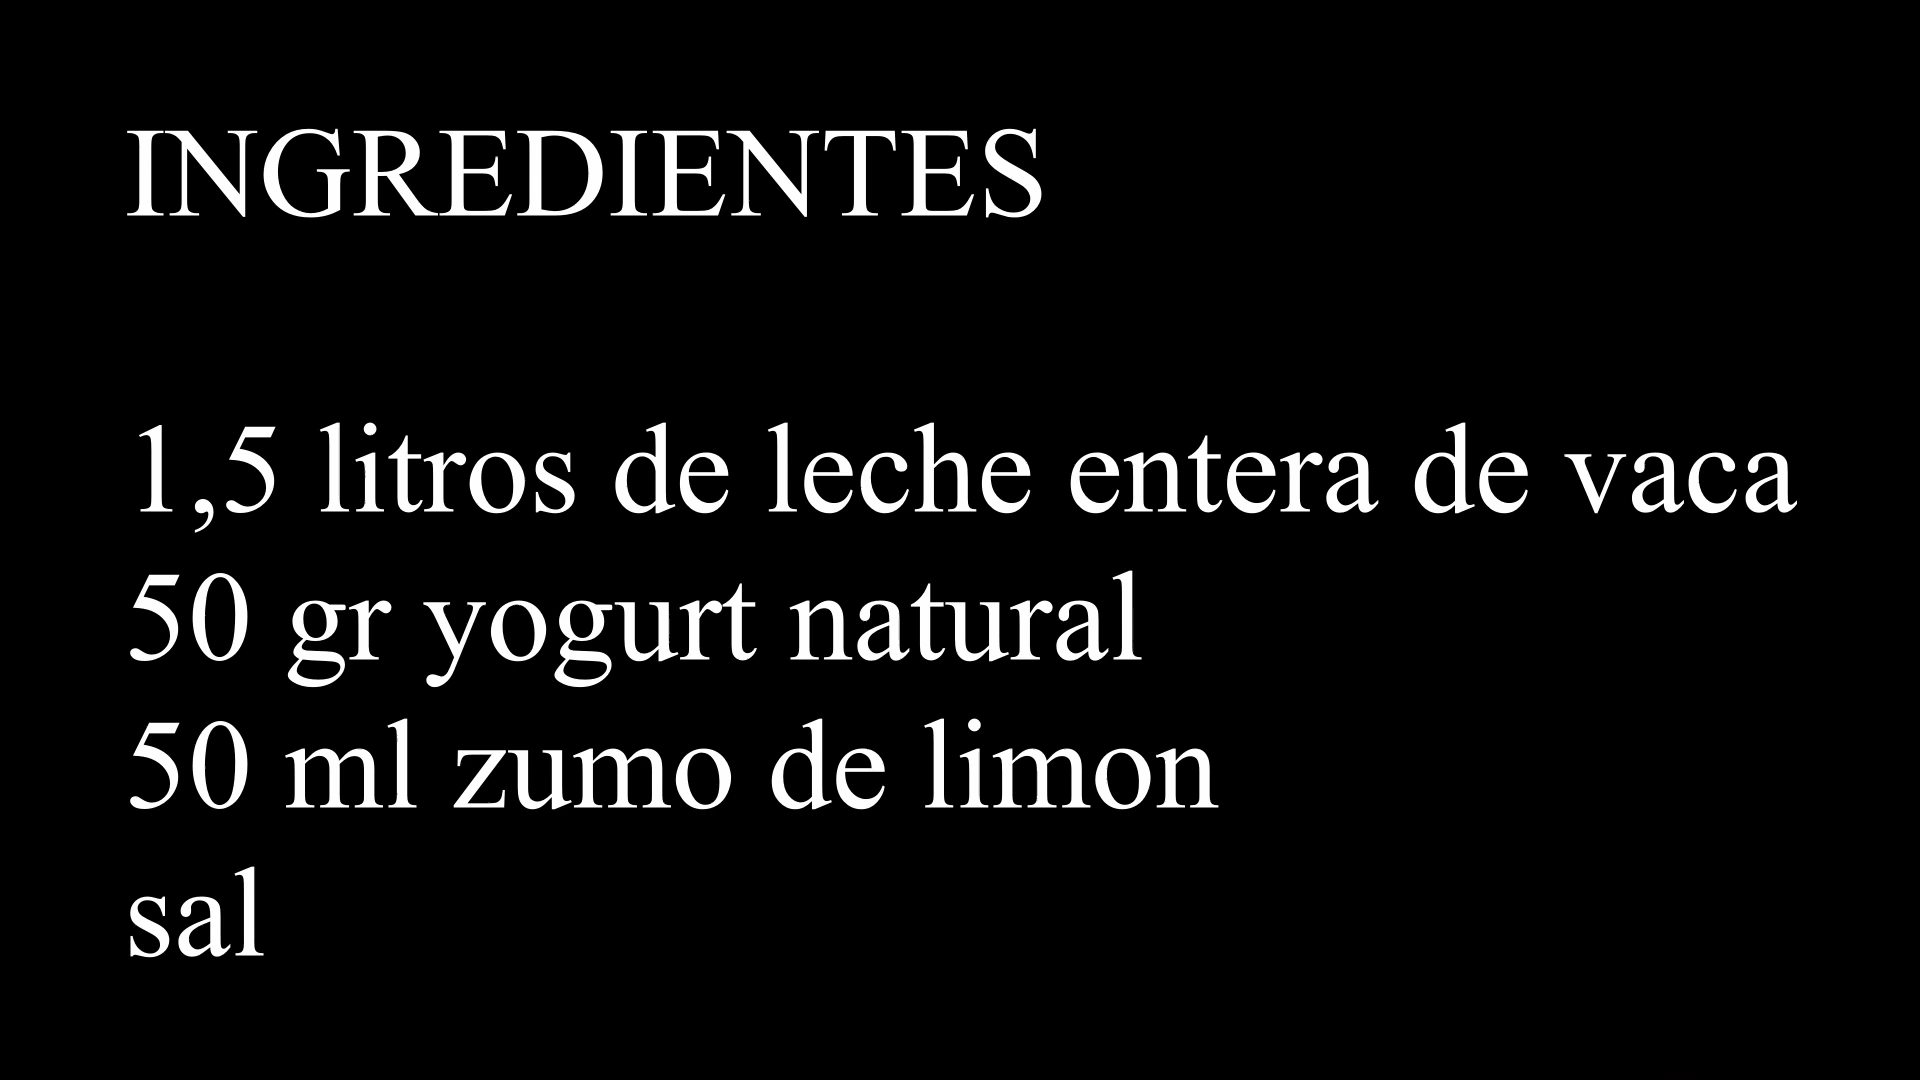 INGREDIENTES
1,5 litros de leche entera de vaca
50 gr yogurt natural
50 ml zumo de limon
sal